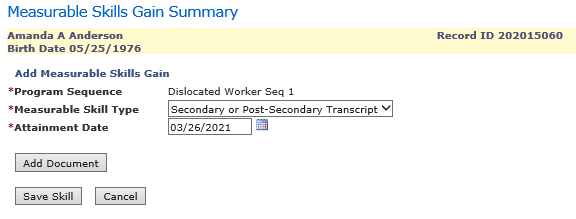 Measurable Skills Gain Summary
Amanda A Anderson Record ID 202015060
Birth Date 05/25/1976
Add Measurable Skills Gain
*Program Sequence Dislocated Worker Seq 1
*Measurable Skill Type Secondary or Post-Secondary Transcript
*Attainment Date 03/26/2021
Add Document
Save Skill Cancel